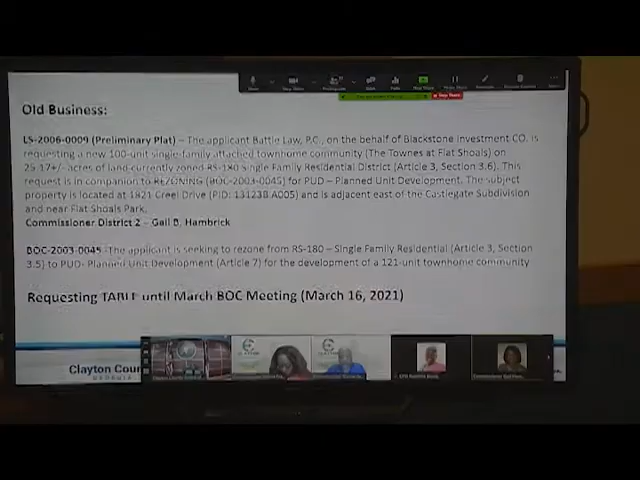 Old Business:
LS-2006-0009 (Preliminary Plat) – The applicant Battle Law, P.C., on the behalf of Blackstone Investment CO. is
requesting a new 100-unit single-family attached townhome community (The Townes at Flat Shoals) on
25.17+/- acres of land currently zoned RS-180 Single Family Residential District (Article 3, Section 3.6). This
request is in companion to REZONING (BOC-2003-0045) for PUD – Planned Unit Development. The subject
property is located at 1821 Creel Drive (PID: 13123B A005) and is adjacent east of the Castlegate Subdivision
and near Flat Shoals Park.
Commissioner District 2 – Gail B. Hambrick
BOC-2003-0045 -The applicant is seeking to rezone from RS-180 – Single Family Residential (Article 3, Section
3.5) to PUD- Planned Unit Development (Article 7) for the development of a 121-unit townhome community
Requesting TABLE until March BOC Meeting (March 16, 2021)
Clayton Coun